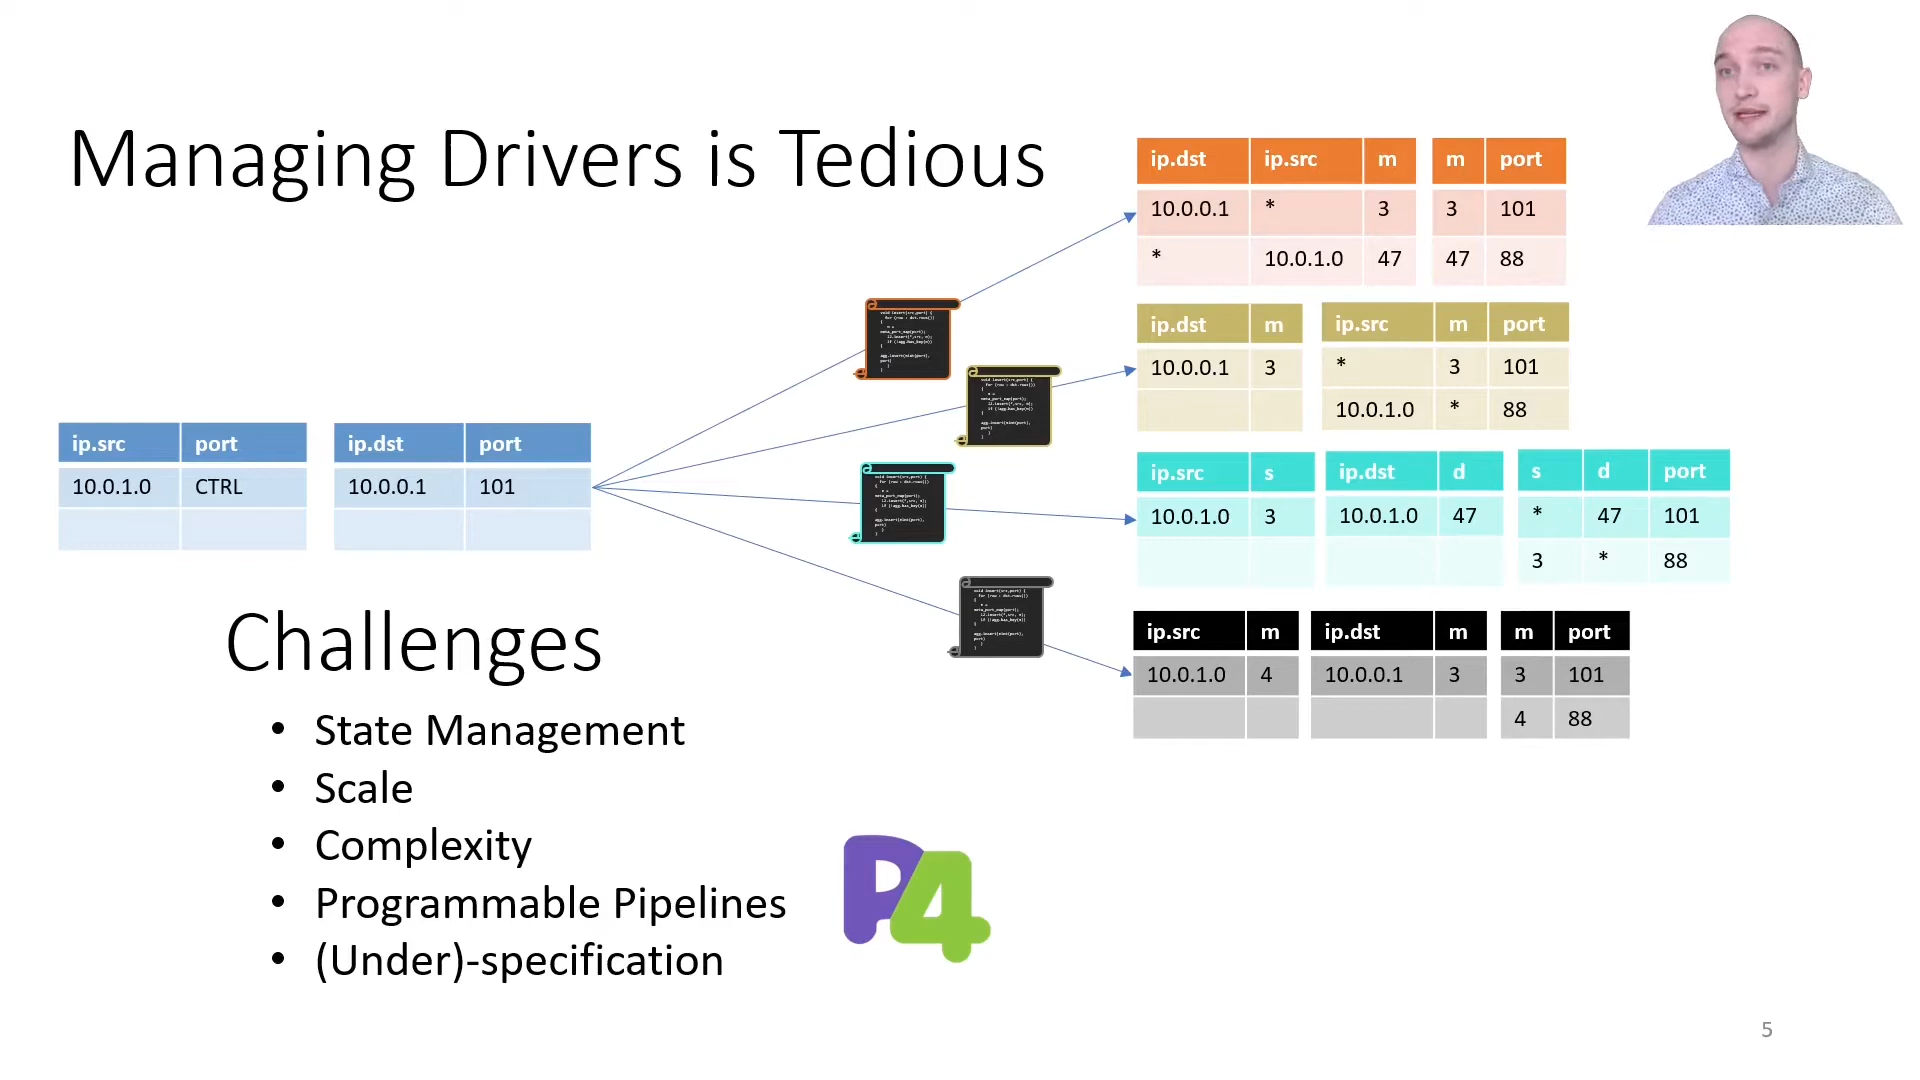 Managing Drivers is Tedious
ip.src port
10.0.1.0 CTRL
ip.dst port
10.0.0.1 101
ip.dst ip.src m
10.0.0.1 * 3
* 10.0.1.0 47
m port
3 101
47 88
ip.dst m
10.0.0.1 3
ip.src m port
* 3 101
10.0.1.0 * 88
ip.src s
10.0.1.0 3
ip.dst d
10.0.1.0 47
s d port
* 47 101
3 * 88
ip.src m
10.0.1.0 4
ip.dst m
10.0.0.1 3
m port
3 101
4 88
Challenges
• State Management
• Scale
• Complexity
• Programmable Pipelines
• (Under)-specification
P4
5